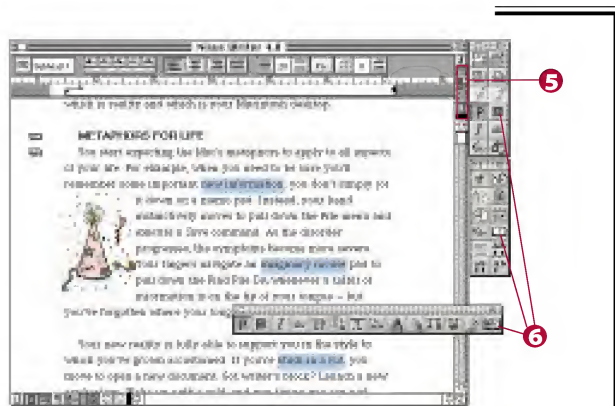 Nisus Writer 4.0
which is reality and which is your Macintosh desktop.
METAPHORS FOR LIFE
You start expecting the Mac's metaphors to apply to all aspects
of your life. For example, when you need to be sure you'll
remember some important new information, you don't simply jot
it down on a memo pad. Instead, your hand
instinctively moves to pull down the File menu and
execute a Save command. As the disorder
progresses, the symptoms become more severe.
Your fingers navigate an imaginary mouse pad to
pull down the Find File DA whenever a tidbit of
information is on the tip of your tongue – but
you've forgotten where your
Your new reality is fully able to support you in the style to
which you've grown accustomed. If you're stuck in a rut, you
move to open a new document. Got writer's block? Launch a new
5
6